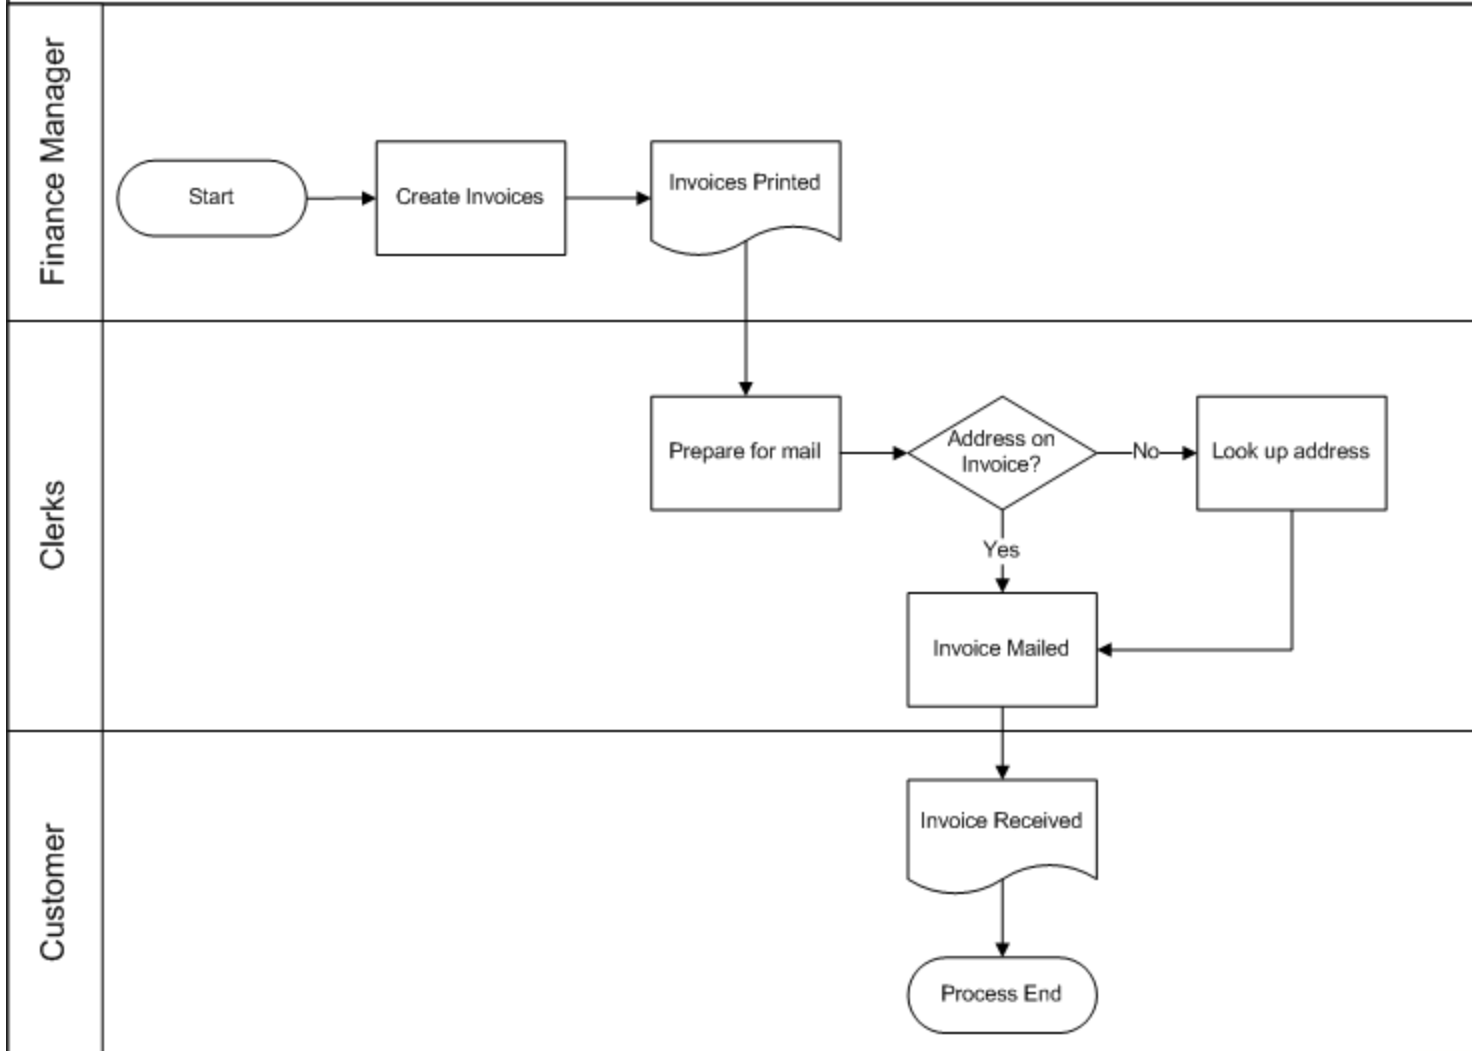 Finance Manager
Start
Create Invoices
Invoices Printed
Clerks
Prepare for mail
Address on
Invoice?
No
Look up address
Yes
Invoice Mailed
Customer
Invoice Received
Process End